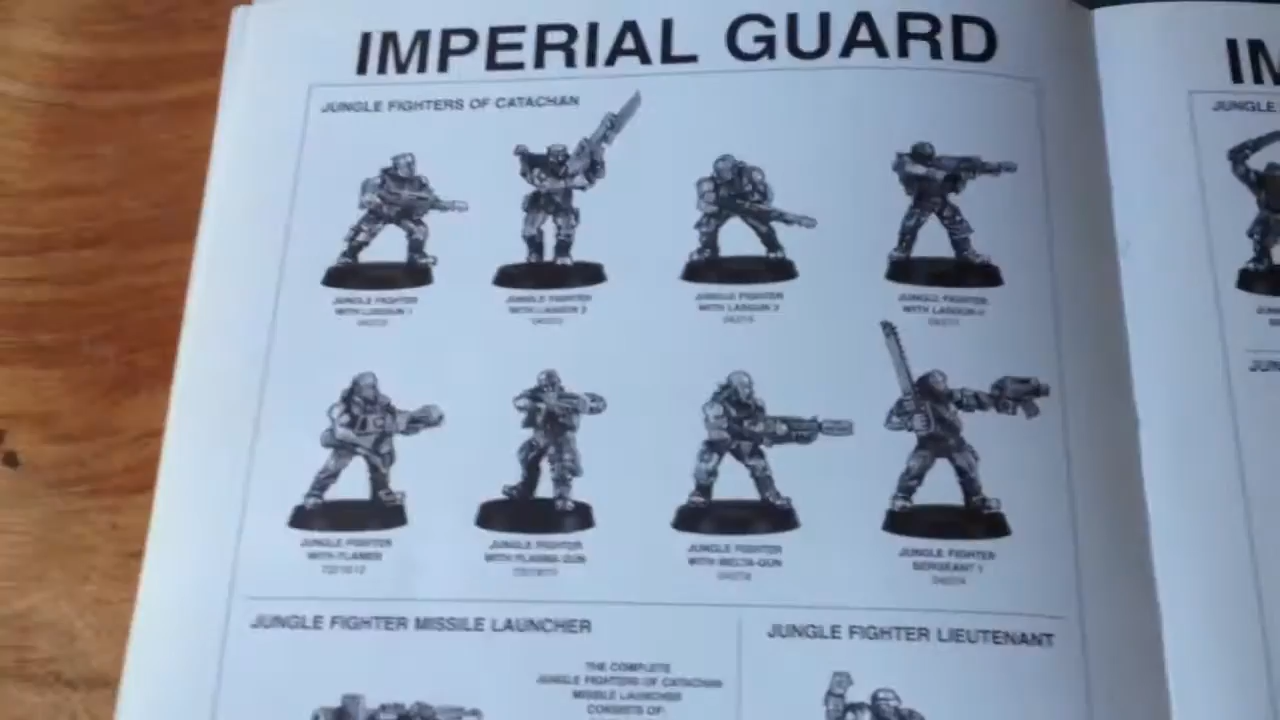 IMPERIAL GUARD
JUNGLE FIGHTERS OF CATACHAN
JUNGLE FIGHTER
WITH LASGUN 1
JUNGLE FIGHTER
WITH LASGUN 2
JUNGLE FIGHTER
WITH LASGUN 3
JUNGLE FIGHTER
WITH LASGUN 4
JUNGLE FIGHTER
WITH FLAMER
JUNGLE FIGHTER
WITH PLASMA GUN
JUNGLE FIGHTER
WITH MELTA-GUN
JUNGLE FIGHTER
SERGEANT 1
JUNGLE FIGHTER MISSILE LAUNCHER
THE COMPLETE
JUNGLE FIGHTERS OF CATACHAN
MISSILE LAUNCHER
CONSISTS OF:
JUNGLE FIGHTER LIEUTENANT
IM
JUNGLE
JUN